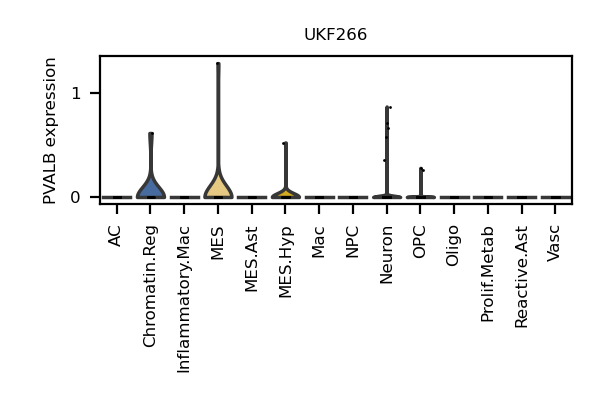 UKF266
PVALB expression
1
0
AC
Chromatin.Reg
Inflammatory.Mac
MES
MES.Ast
MES.Hyp
Mac
NPC
Neuron
OPC
Oligo
Prolif.Metab
Reactive.Ast
Vasc